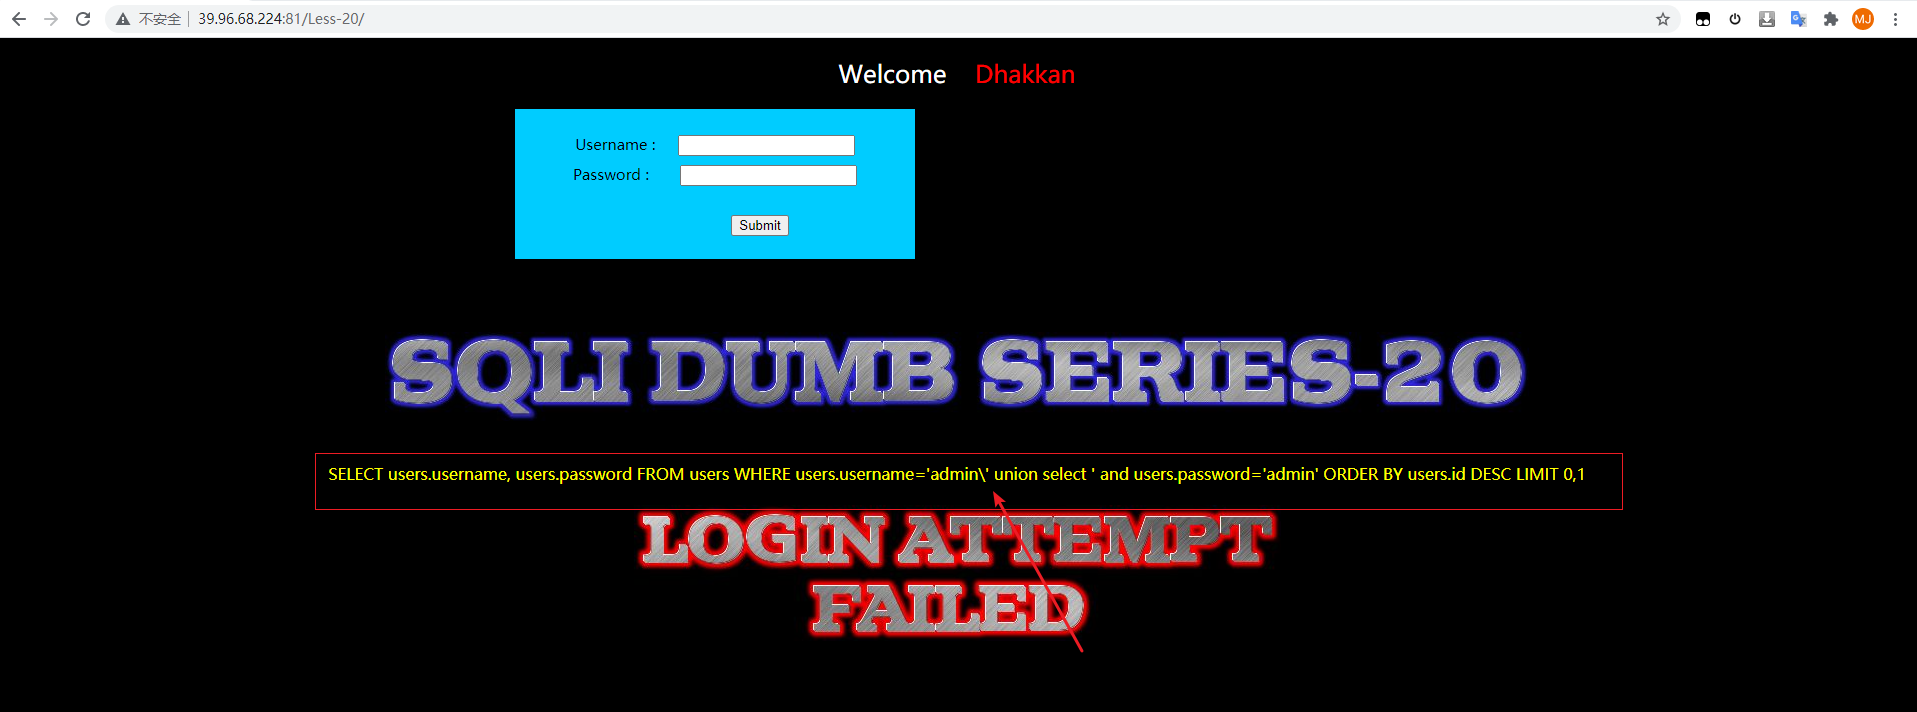 不安全 39.96.68.224:81/Less-20/
MJ
Welcome Dhakkan
Username :
Password :
Submit
SQLI DUMB SERIES-20
SELECT users.username, users.password FROM users WHERE users.username='admin\' union select ' and users.password='admin' ORDER BY users.id DESC LIMIT 0,1
LOGIN ATTEMPT
FAILED